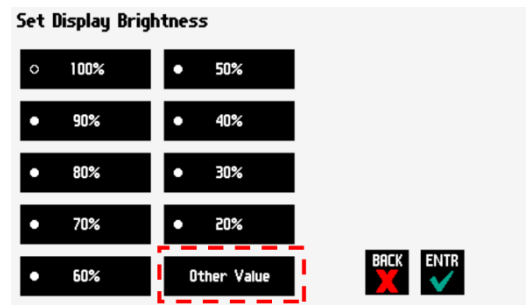 Set Display Brightness
100%
50%
90%
40%
80%
30%
70%
20%
60%
Other Value
BACK
ENTR